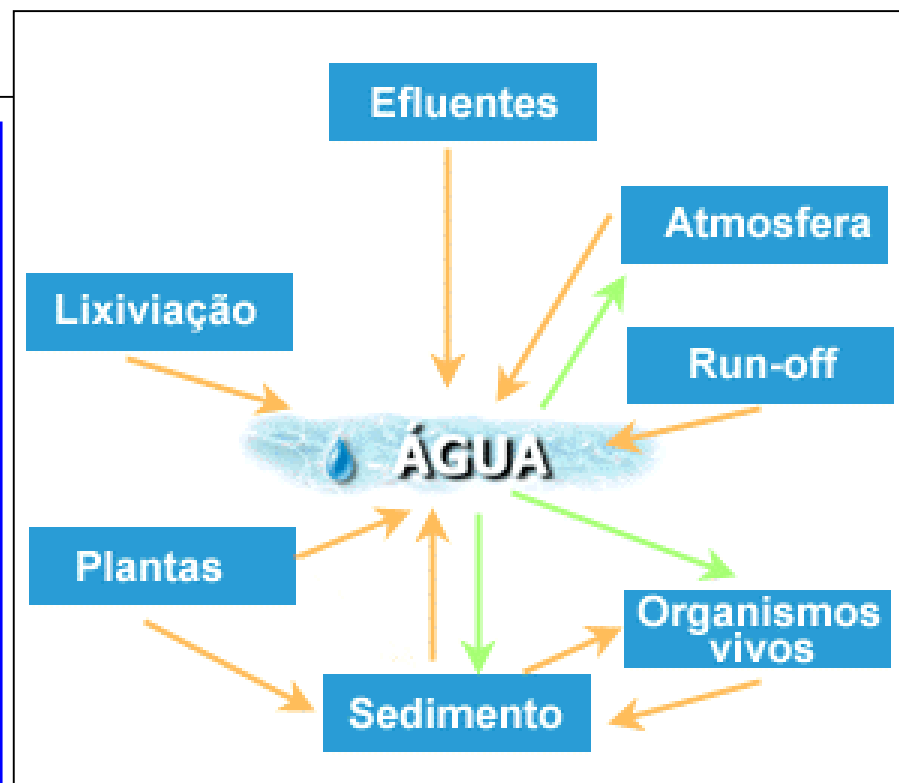 Efluentes
Atmosfera
Lixiviação
Run-off
ÁGUA
Plantas
Organismos
vivos
Sedimento